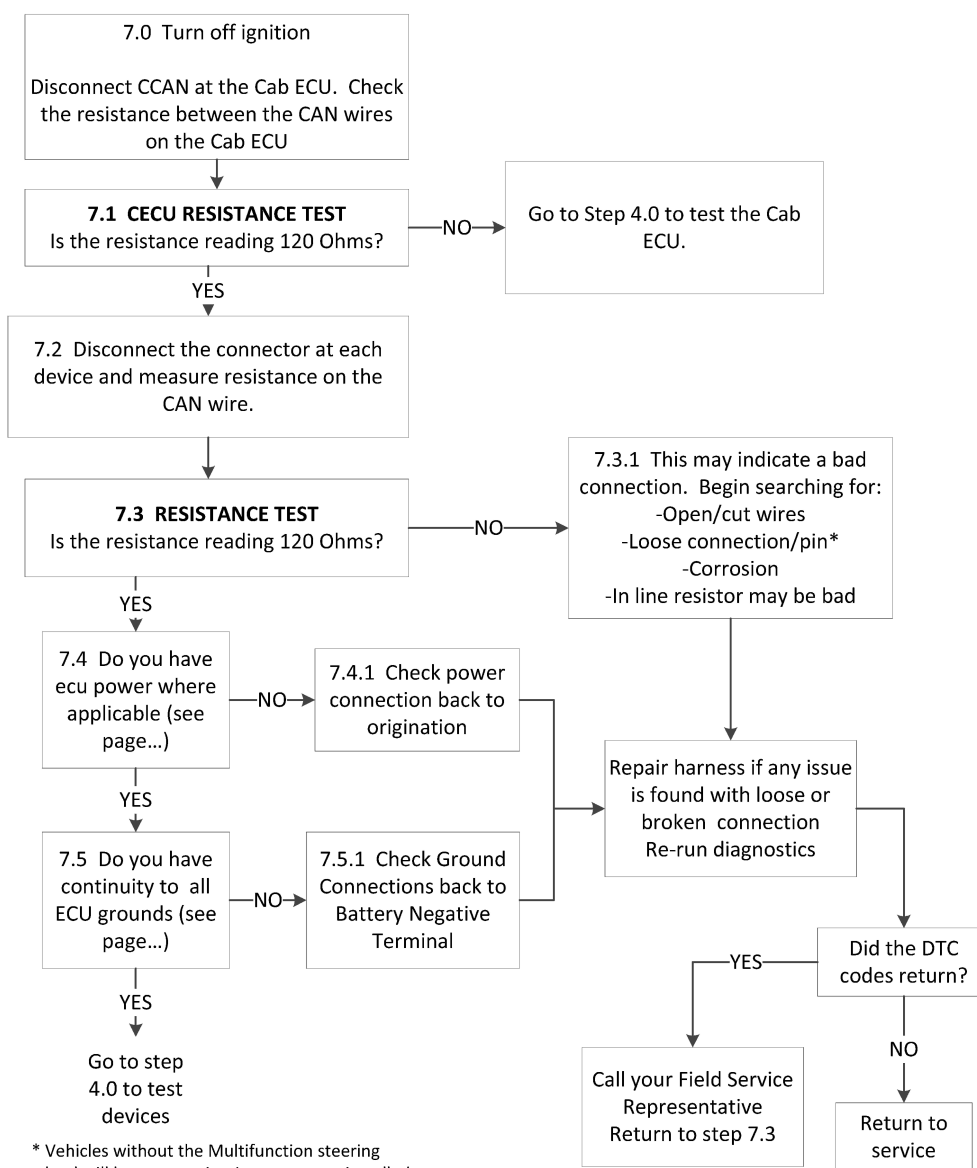 7.0 Turn off ignition
Disconnect CCAN at the Cab ECU. Check
the resistance between the CAN wires
on the Cab ECU
7.1 CECU RESISTANCE TEST
Is the resistance reading 120 Ohms?
NO
Go to Step 4.0 to test the Cab
ECU.
YES
7.2 Disconnect the connector at each
device and measure resistance on the
CAN wire.
7.3 RESISTANCE TEST
Is the resistance reading 120 Ohms?
NO
7.3.1 This may indicate a bad
connection. Begin searching for:
-Open/cut wires
-Loose connection/pin*
-Corrosion
-In line resistor may be bad
YES
7.4 Do you have
ecu power where
applicable (see
page…)
NO
7.4.1 Check power
connection back to
origination
Repair harness if any issue
is found with loose or
broken connection
Re-run diagnostics
YES
7.5 Do you have
continuity to all
ECU grounds (see
page…)
NO
7.5.1 Check Ground
Connections back to
Battery Negative
Terminal
Did the DTC
codes return?
YES
NO
YES
Go to step
4.0 to test
devices
Call your Field Service
Representative
Return to step 7.3
Return to
service
* Vehicles without the Multifunction steering